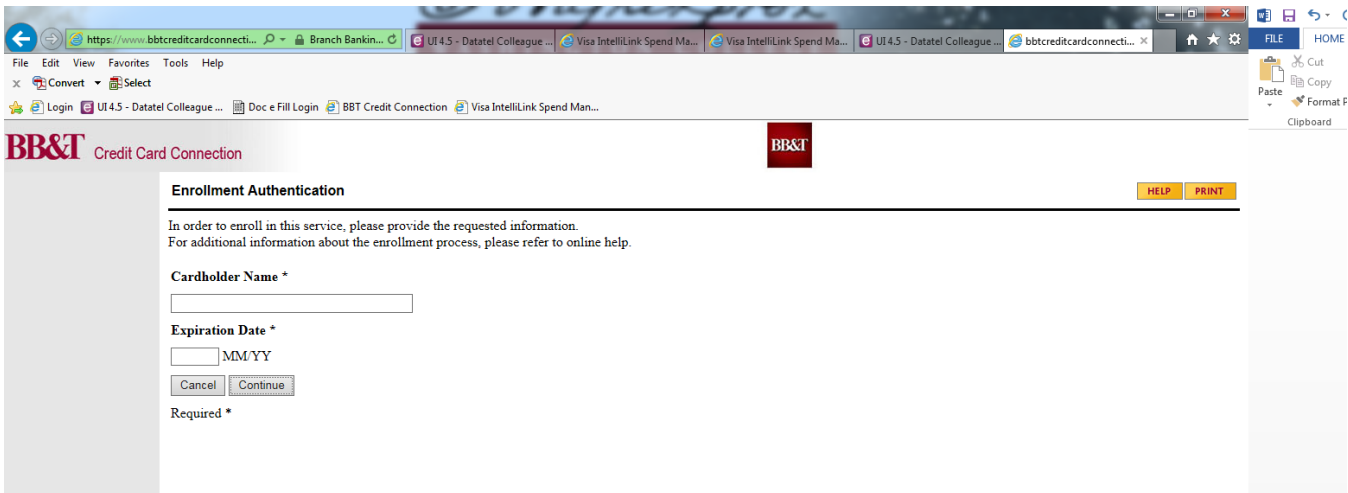 https://www.bbtcreditcardconnecti... Branch Bankin...
UI 4.5 - Datatel Colleague ...
Visa IntelliLink Spend Ma...
Visa IntelliLink Spend Ma...
UI 4.5 - Datatel Colleague ...
bbtcreditcardconnecti...
FILE HOME
File Edit View Favorites Tools Help
Cut
x Convert Select
Copy
Paste
Format P
Login UI 4.5 - Datatel Colleague ... Doc e Fill Login BBT Credit Connection Visa IntelliLink Spend Man...
Clipboard
BB&T Credit Card Connection
BB&T
Enrollment Authentication
HELP PRINT
In order to enroll in this service, please provide the requested information.
For additional information about the enrollment process, please refer to online help.
Cardholder Name *
Expiration Date *
MM/YY
Cancel Continue
Required *